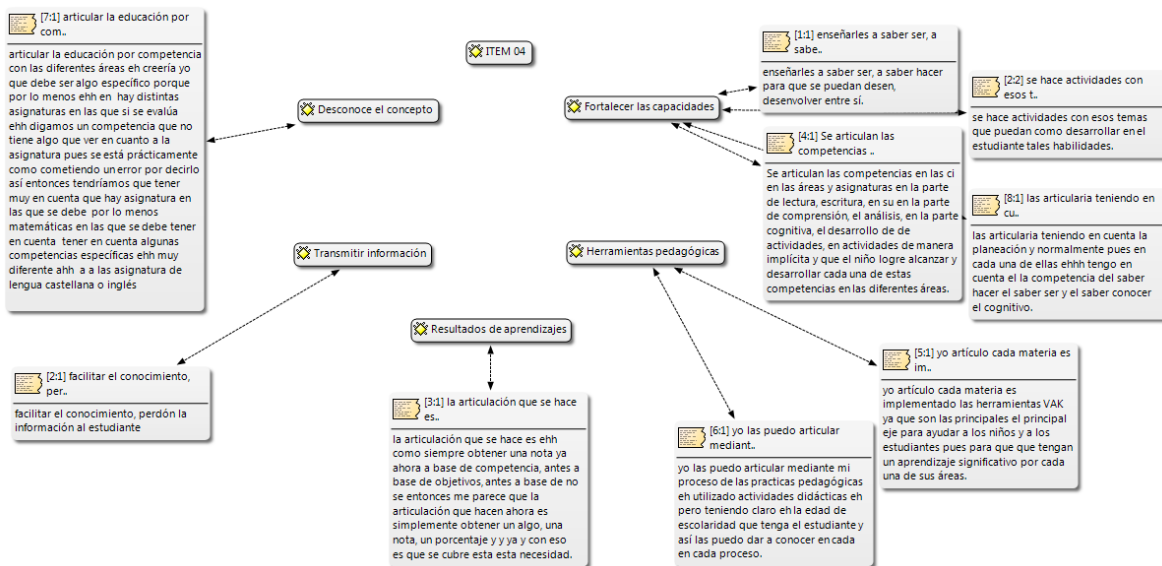 [7:1] articular la educación por
com..
articular la educación por competencia
con las diferentes áreas eh creería yo
que debe ser algo específico porque
por lo menos ehh en  hay distintas
asignaturas en las que si se evalúa
ehh digamos un competencia que no
tiene algo que ver en cuanto a la
asignatura pues se está prácticamente
como cometiendo un error por decirlo
así entonces tendríamos que tener
muy en cuenta que hay asignatura en
las que se debe  por lo menos
matemáticas en las que se debe tener
en cuenta  tener en cuenta algunas
competencias específicas ehh muy
diferente ahh  a a las asignatura de
lengua castellana o inglés
ITEM 04
Desconoce el concepto
Fortalecer las capacidades
[1:1] enseñarles a saber ser, a
sabe..
enseñarles a saber ser, a saber hacer
para que se puedan desen,
desenvolver entre sí.
[2:2] se hace actividades con
esos t..
se hace actividades con esos temas
que puedan como desarrollar en el
estudiante tales habilidades.
[4:1] Se articulan las
competencias ..
Se articulan las competencias en las ci
en las áreas y asignaturas en la parte
de lectura, escritura, en su en la parte
de comprensión, el análisis, en la parte
cognitiva, el desarrollo de de
actividades, en actividades de manera
implícita y que el niño logre alcanzar y
desarrollar cada una de estas
competencias en las diferentes áreas.
[8:1] las articularia teniendo en
cu..
las articularia teniendo en cuenta la
planeación y normalmente pues en
cada una de ellas ehhh tengo en
cuenta el la competencia del saber
hacer el saber ser y el saber conocer
el cognitivo.
Transmitir información
Herramientas pedagógicas
Resultados de aprendizajes
[2:1] facilitar el conocimiento,
per..
facilitar el conocimiento, perdón la
información al estudiante
[3:1] la articulación que se hace
es..
la articulación que se hace es ehh
como siempre obtener una nota ya
ahora a base de competencia, antes a
base de objetivos, antes a base de no
se entonces me parece que la
articulación que hacen ahora es
simplemente obtener un algo, una
nota, un porcentaje y y ya y con eso
es que se cubre esta esta necesidad.
[6:1] yo las puedo articular
mediant..
yo las puedo articular mediante mi
proceso de las practicas pedagógicas
eh utilizado actividades didácticas eh
pero teniendo claro eh la edad de
escolaridad que tenga el estudiante y
así las puedo dar a conocer en cada
en cada proceso.
[5:1] yo artículo cada materia es
im..
yo artículo cada materia es
implementado las herramientas VAK
ya que son las principales el principal
eje para ayudar a los niños y a los
estudiantes pues para que que tengan
un aprendizaje significativo por cada
una de sus áreas.